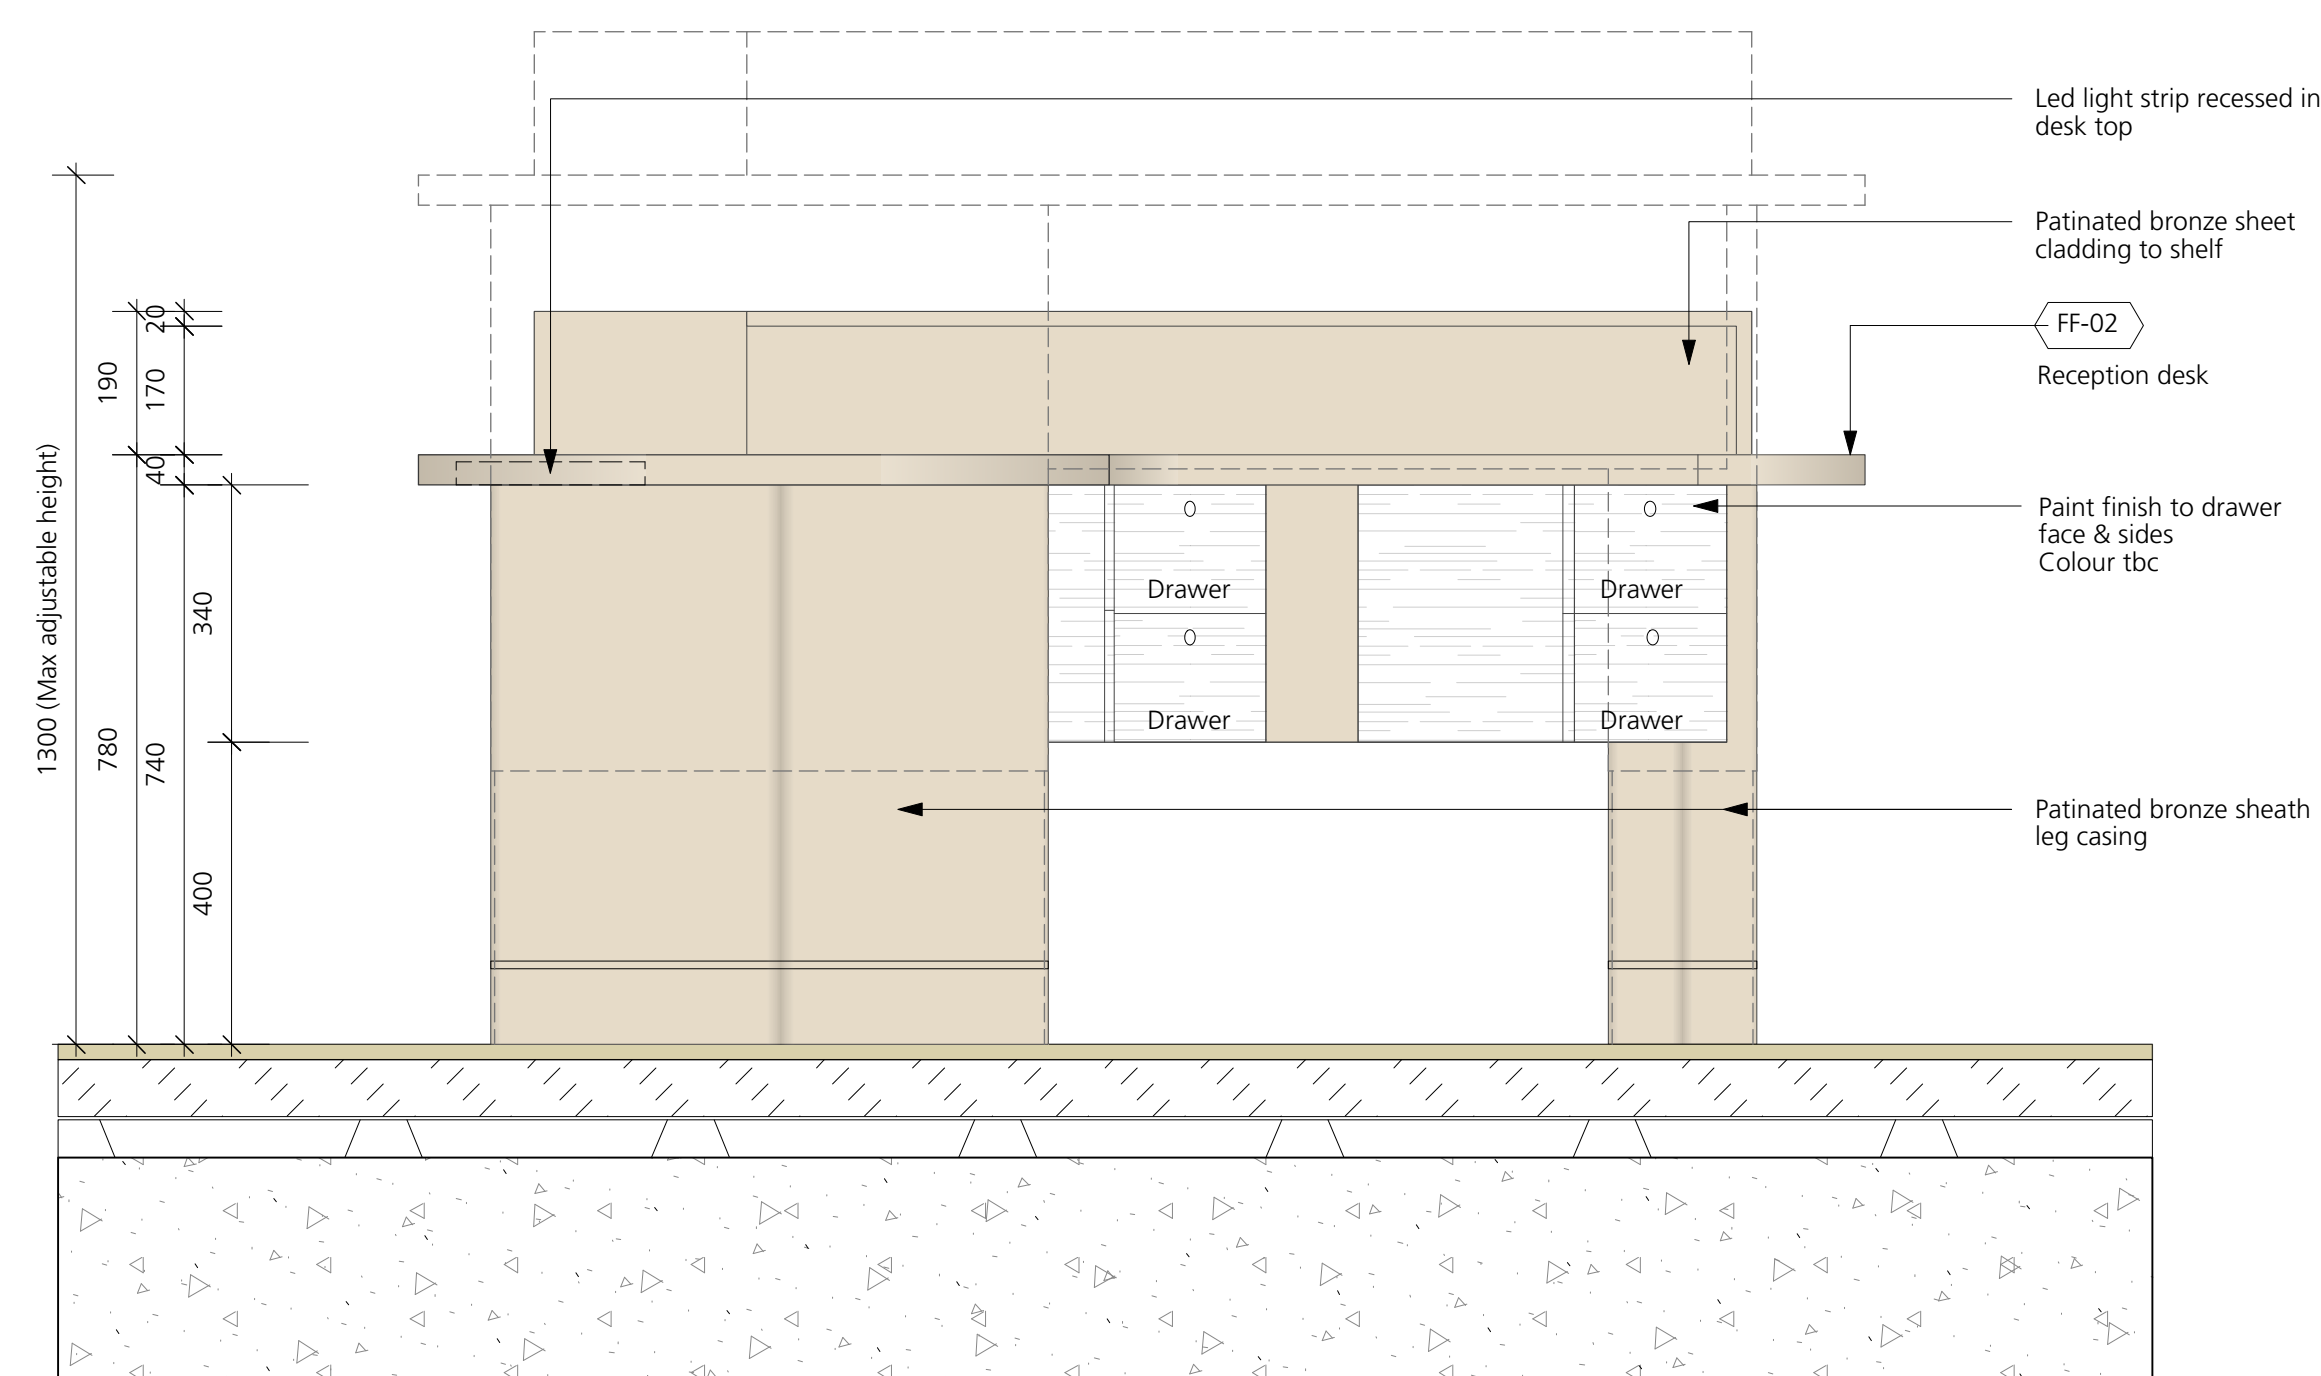 Led light strip recessed in
desk top
Patinated bronze sheet
cladding to shelf
FF-02
Reception desk
20
190
170
40
1300 (Max adjustable height)
Paint finish to drawer
face & sides
Colour tbc
Drawer
Drawer
340
Drawer
Drawer
780
740
Patinated bronze sheath
leg casing
400